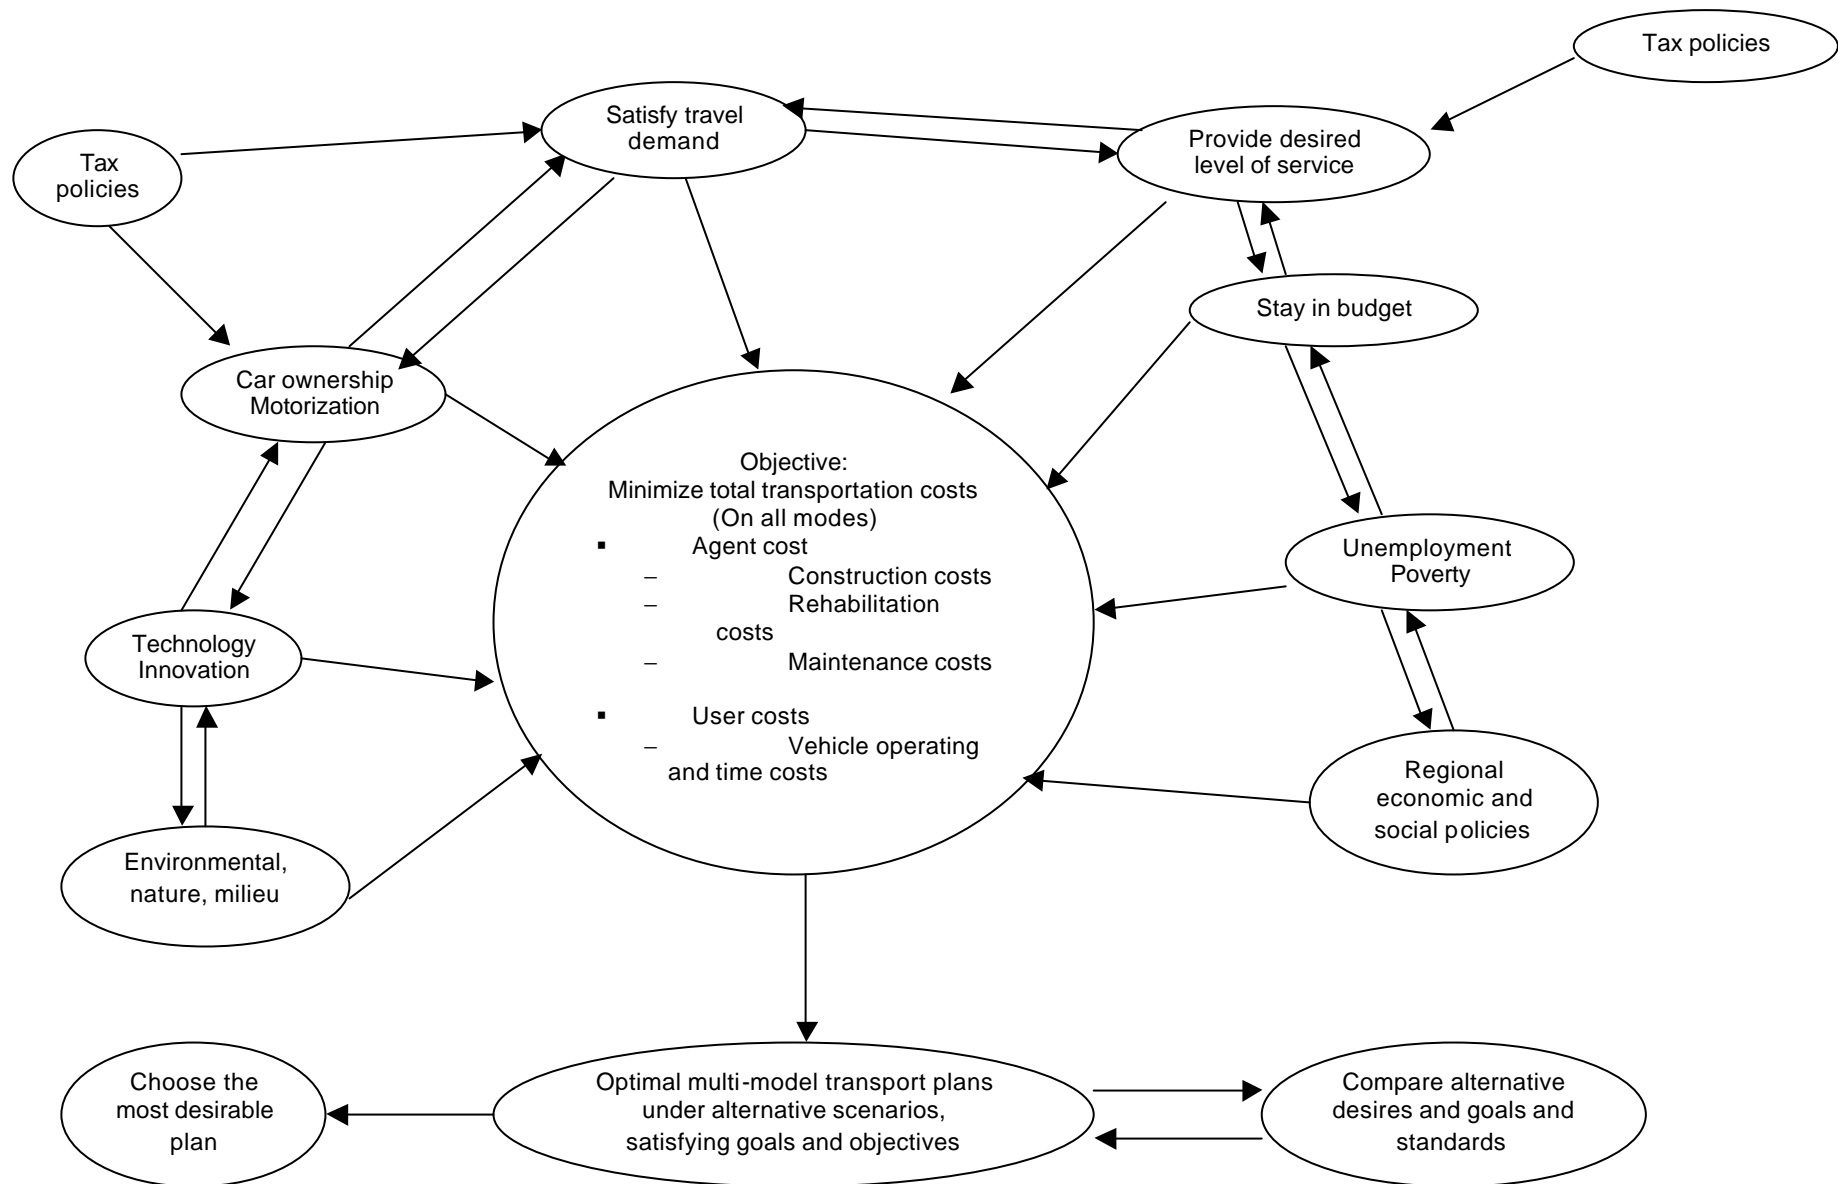 Tax policies
Satisfy travel
demand
Provide desired
level of service
Tax
policies
Stay in budget
Car ownership
Motorization
Objective:
Minimize total transportation costs
(On all modes)
▪ Agent cost
– Construction costs
– Rehabilitation
costs
– Maintenance costs
▪ User costs
– Vehicle operating
and time costs
Unemployment
Poverty
Technology
Innovation
Regional
economic and
social policies
Environmental,
nature, milieu
Choose the
most desirable
plan
Optimal multi-model transport plans
under alternative scenarios,
satisfying goals and objectives
Compare alternative
desires and goals and
standards